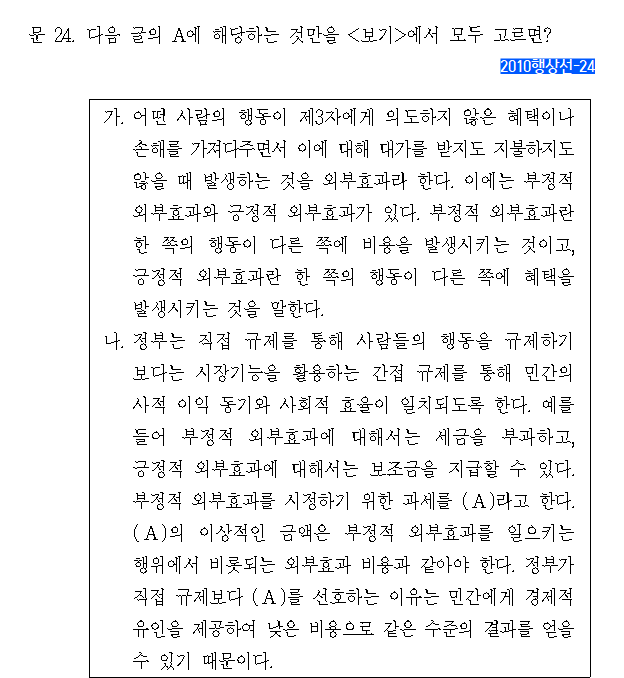 문 24. 다음 글의 A에 해당하는 것만을 <보기>에서 모두 고르면?
2010행상선-24
가. 어떤 사람의 행동이 제3자에게 의도하지 않은 혜택이나
손해를 가져다주면서 이에 대해 대가를 받지도 지불하지도
않을 때 발생하는 것을 외부효과라 한다. 이에는 부정적
외부효과와 긍정적 외부효과가 있다. 부정적 외부효과란
한 쪽의 행동이 다른 쪽에 비용을 발생시키는 것이고,
긍정적 외부효과란 한 쪽의 행동이 다른 쪽에 혜택을
발생시키는 것을 말한다.
나. 정부는 직접 규제를 통해 사람들의 행동을 규제하기
보다는 시장기능을 활용하는 간접 규제를 통해 민간의
사적 이익 동기와 사회적 효율이 일치되도록 한다. 예를
들어 부정적 외부효과에 대해서는 세금을 부과하고,
긍정적 외부효과에 대해서는 보조금을 지급할 수 있다.
부정적 외부효과를 시정하기 위한 과세를 ( A )라고 한다.
( A )의 이상적인 금액은 부정적 외부효과를 일으키는
행위에서 비롯되는 외부효과 비용과 같아야 한다. 정부가
직접 규제보다 ( A )를 선호하는 이유는 민간에게 경제적
유인을 제공하여 낮은 비용으로 같은 수준의 결과를 얻을
수 있기 때문이다.